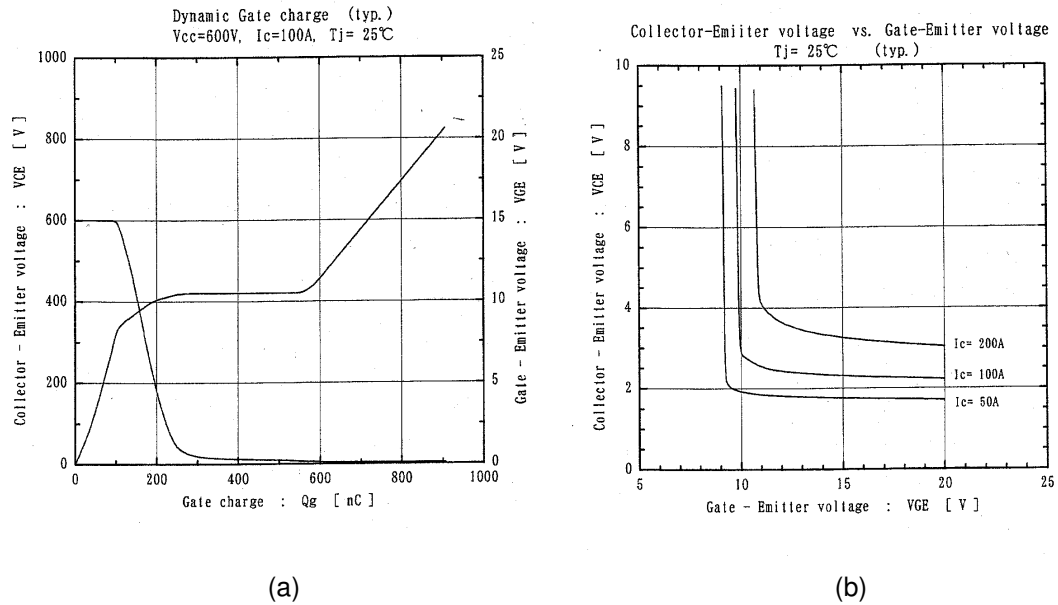 Dynamic Gate charge (typ.)
Vcc=600V, Ic=100A, Tj= 25℃
Collector - Emitter voltage : VCE [ V ]
1000
800
600
400
200
0
25
20
15
10
5
0
Gate - Emitter voltage : VGE [ V ]
0 200 400 600 800 1000
Gate charge : Qg [ nC ]
(a)
Collector-Emiiter voltage vs. Gate-Emitter voltage
Tj= 25℃ (typ.)
Collector - Emitter voltage : VCE [ V ]
10
8
6
4
2
0
Ic= 200A
Ic= 100A
Ic= 50A
5 10 15 20 25
Gate - Emitter voltage : VGE [ V ]
(b)